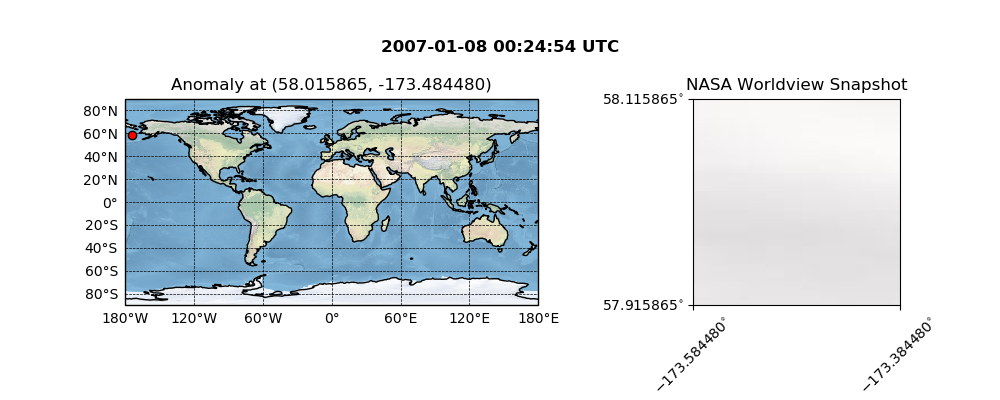 2007-01-08 00:24:54 UTC
Anomaly at (58.015865, -173.484480)
80°N
60°N
40°N
20°N
0°
20°S
40°S
60°S
80°S
180°W 120°W 60°W 0° 60°E 120°E 180°E
NASA Worldview Snapshot
58.115865°
57.915865°
−173.584480°
−173.384480°